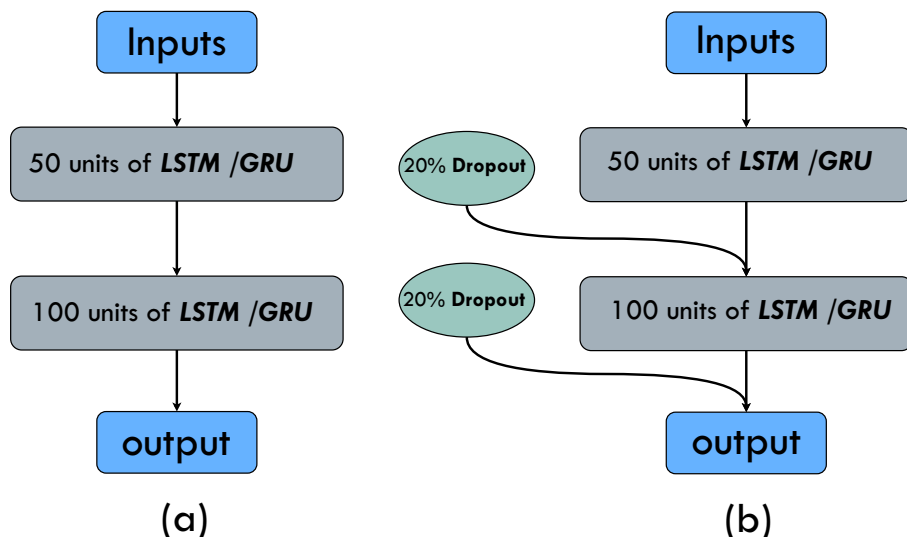 Inputs
50 units of LSTM /GRU
100 units of LSTM /GRU
output
(a)
Inputs
20% Dropout
50 units of LSTM /GRU
20% Dropout
100 units of LSTM /GRU
output
(b)